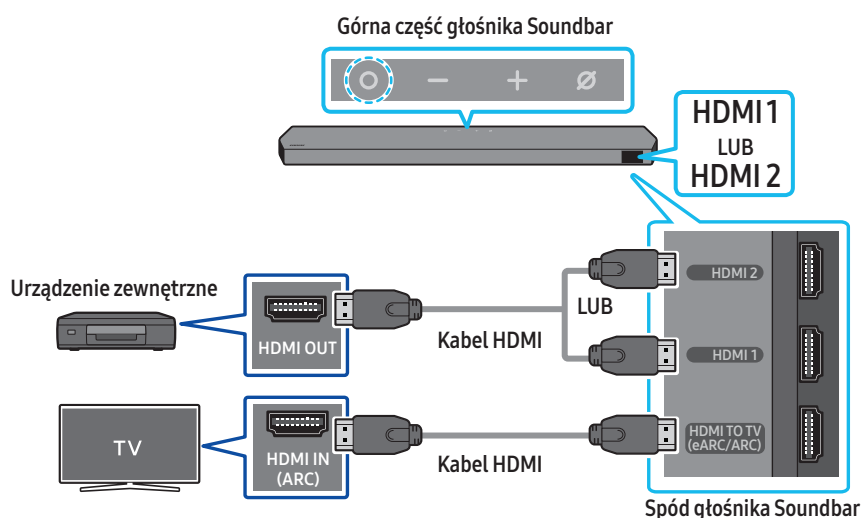 Górna część głośnika Soundbar
HDMI 1
LUB
HDMI 2
Urządzenie zewnętrzne
HDMI OUT
Kabel HDMI
LUB
HDMI 2
HDMI 1
TV
HDMI IN
(ARC)
Kabel HDMI
HDMI TO TV
(eARC/ARC)
Spód głośnika Soundbar